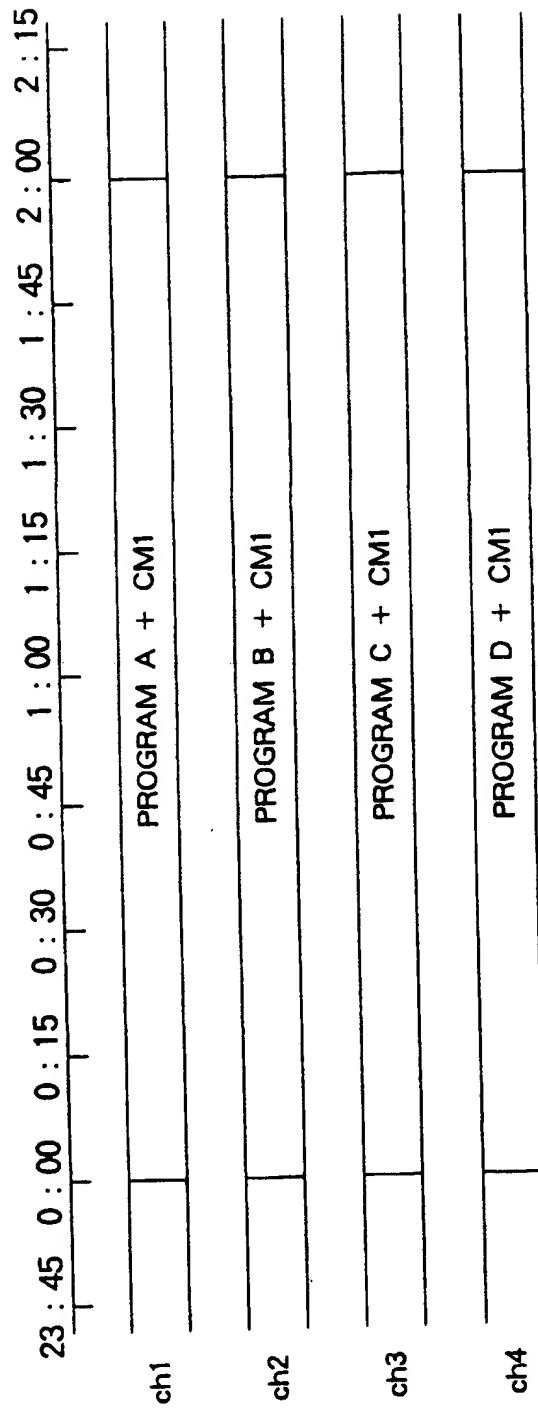 23 : 45 0 : 00 0 : 15 0 : 30 0 : 45 1 : 00 1 : 15 1 : 30 1 : 45 2 : 00 2 : 15
ch1 PROGRAM A + CM1
ch2 PROGRAM B + CM1
ch3 PROGRAM C + CM1
ch4 PROGRAM D + CM1